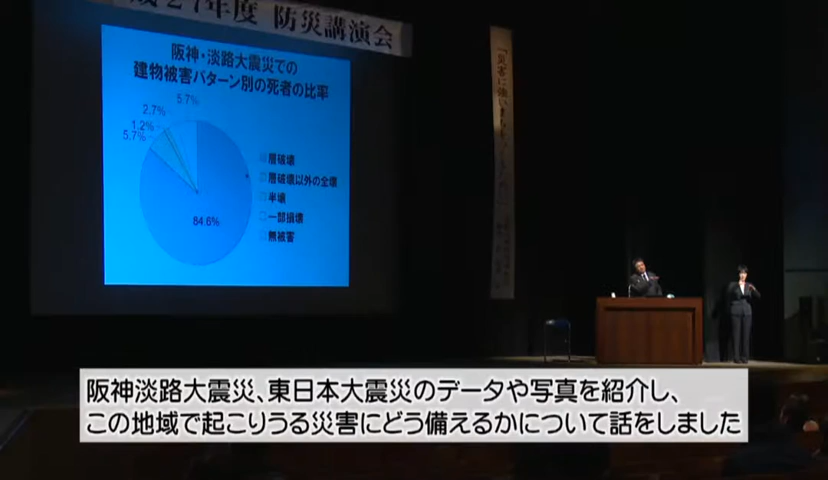 年度 防災講演会
阪神・淡路大震災での
建物被害パターン別の死者の比率
5.7%
2.7%
1.2%
5.7%
84.6%
層破壊
層破壊以外の全壊
半壊
一部損壊
無被害
「災害に強い
阪神淡路大震災、東日本大震災のデータや写真を紹介し、
この地域で起こりうる災害にどう備えるかについて話をしました